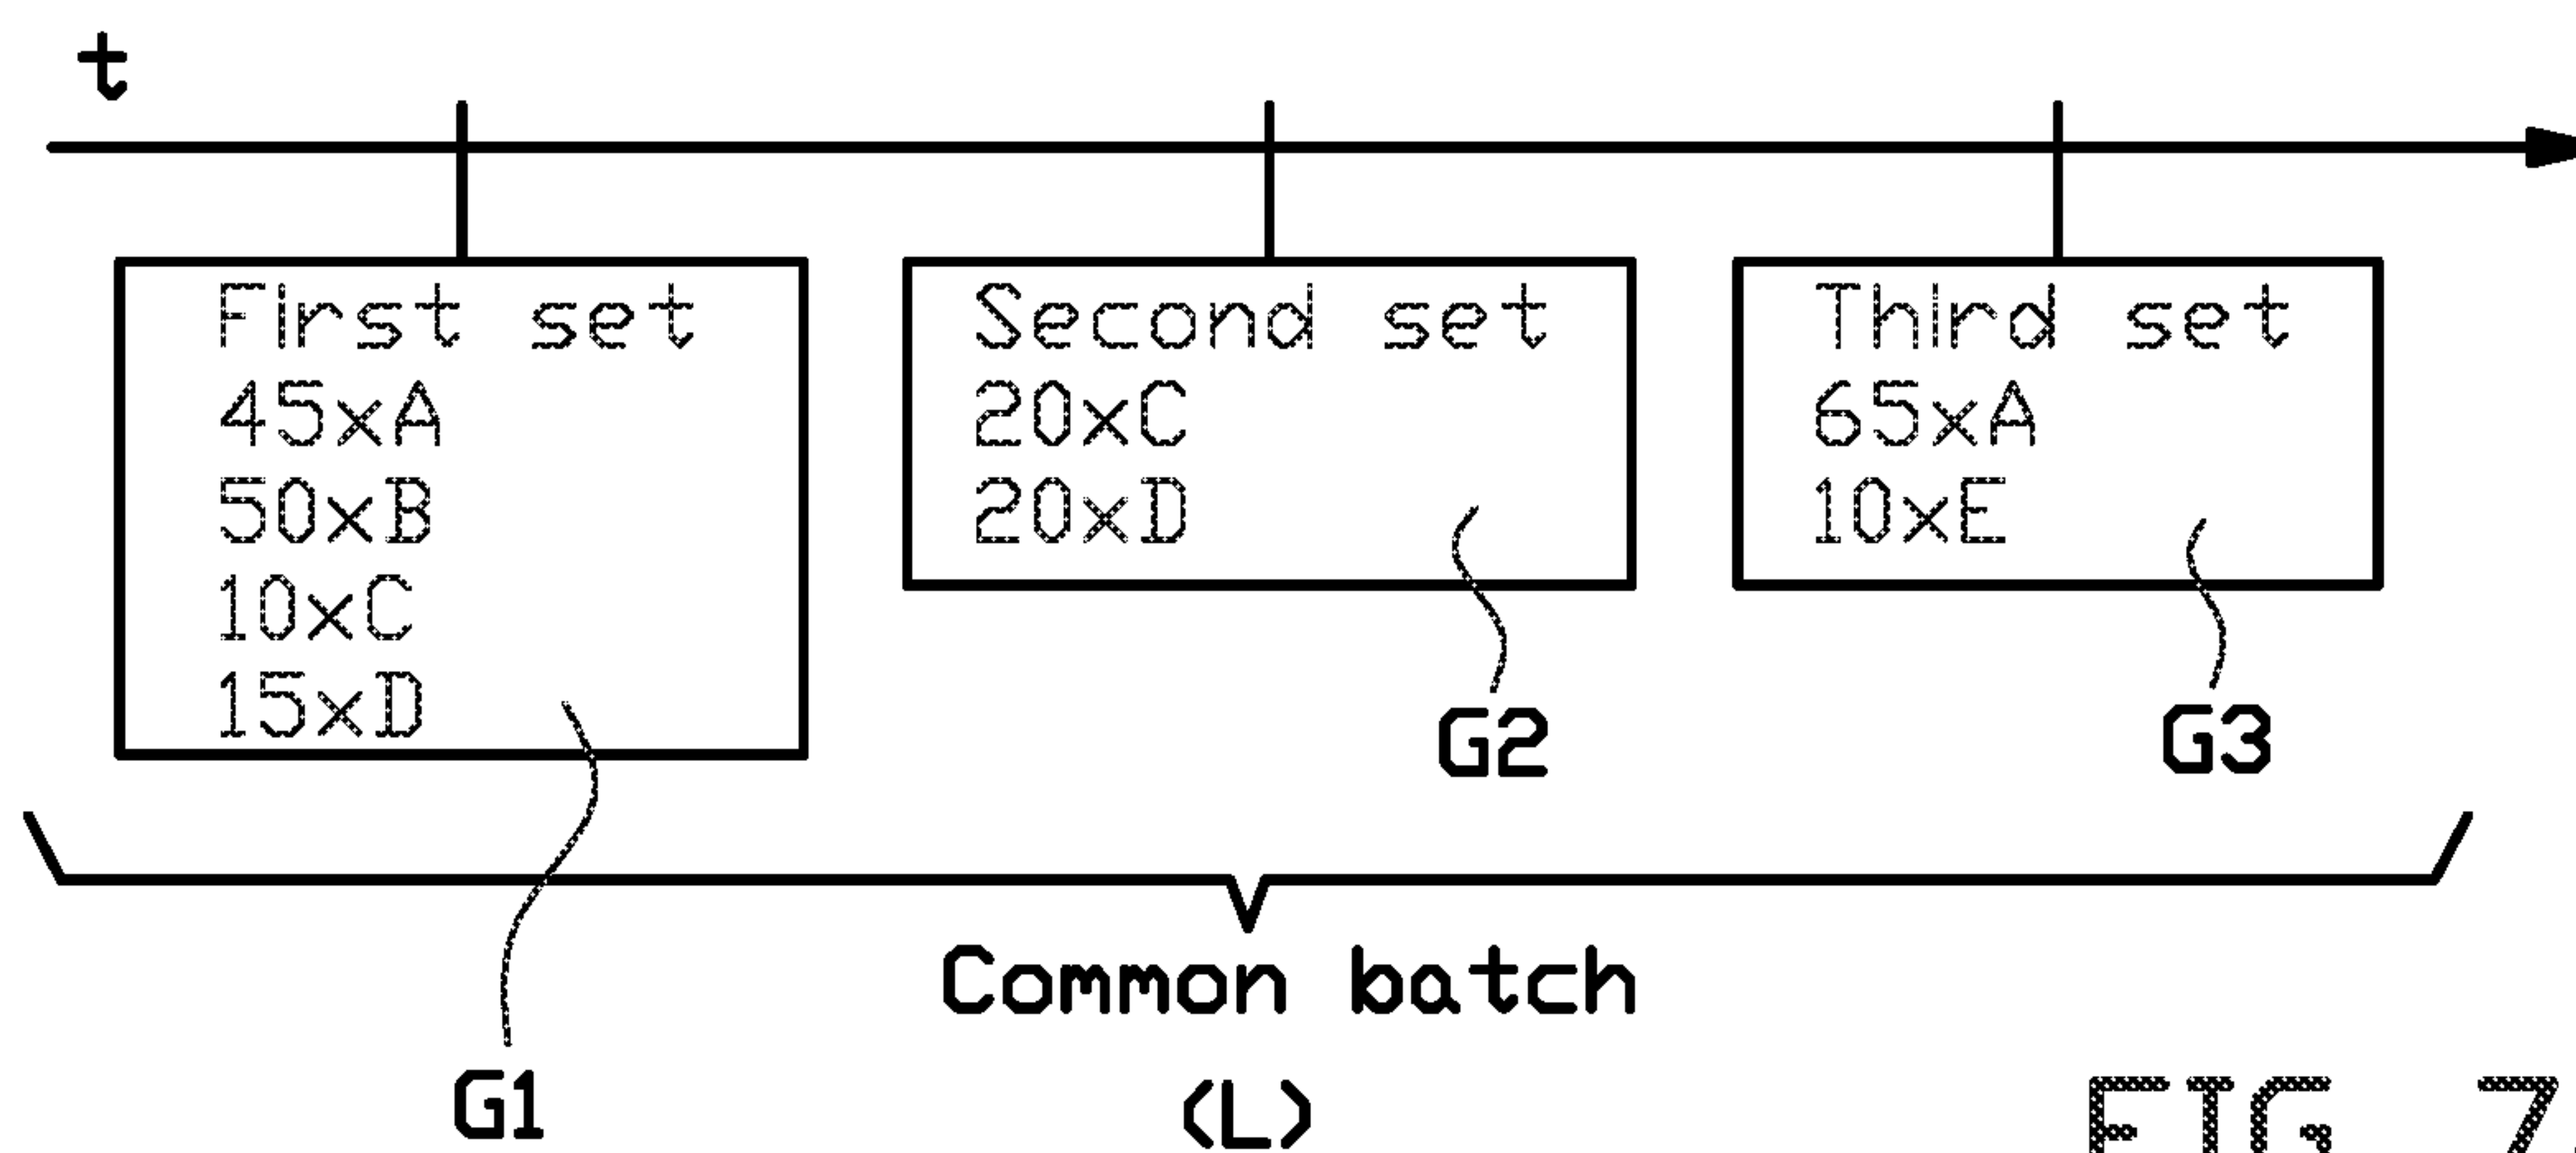 t
First set
45xA
50xB
10xC
15xD
Second set
20xC
20xD
Third set
65xA
10xE
G2
G3
Common batch
(L)
G1
FIG 7